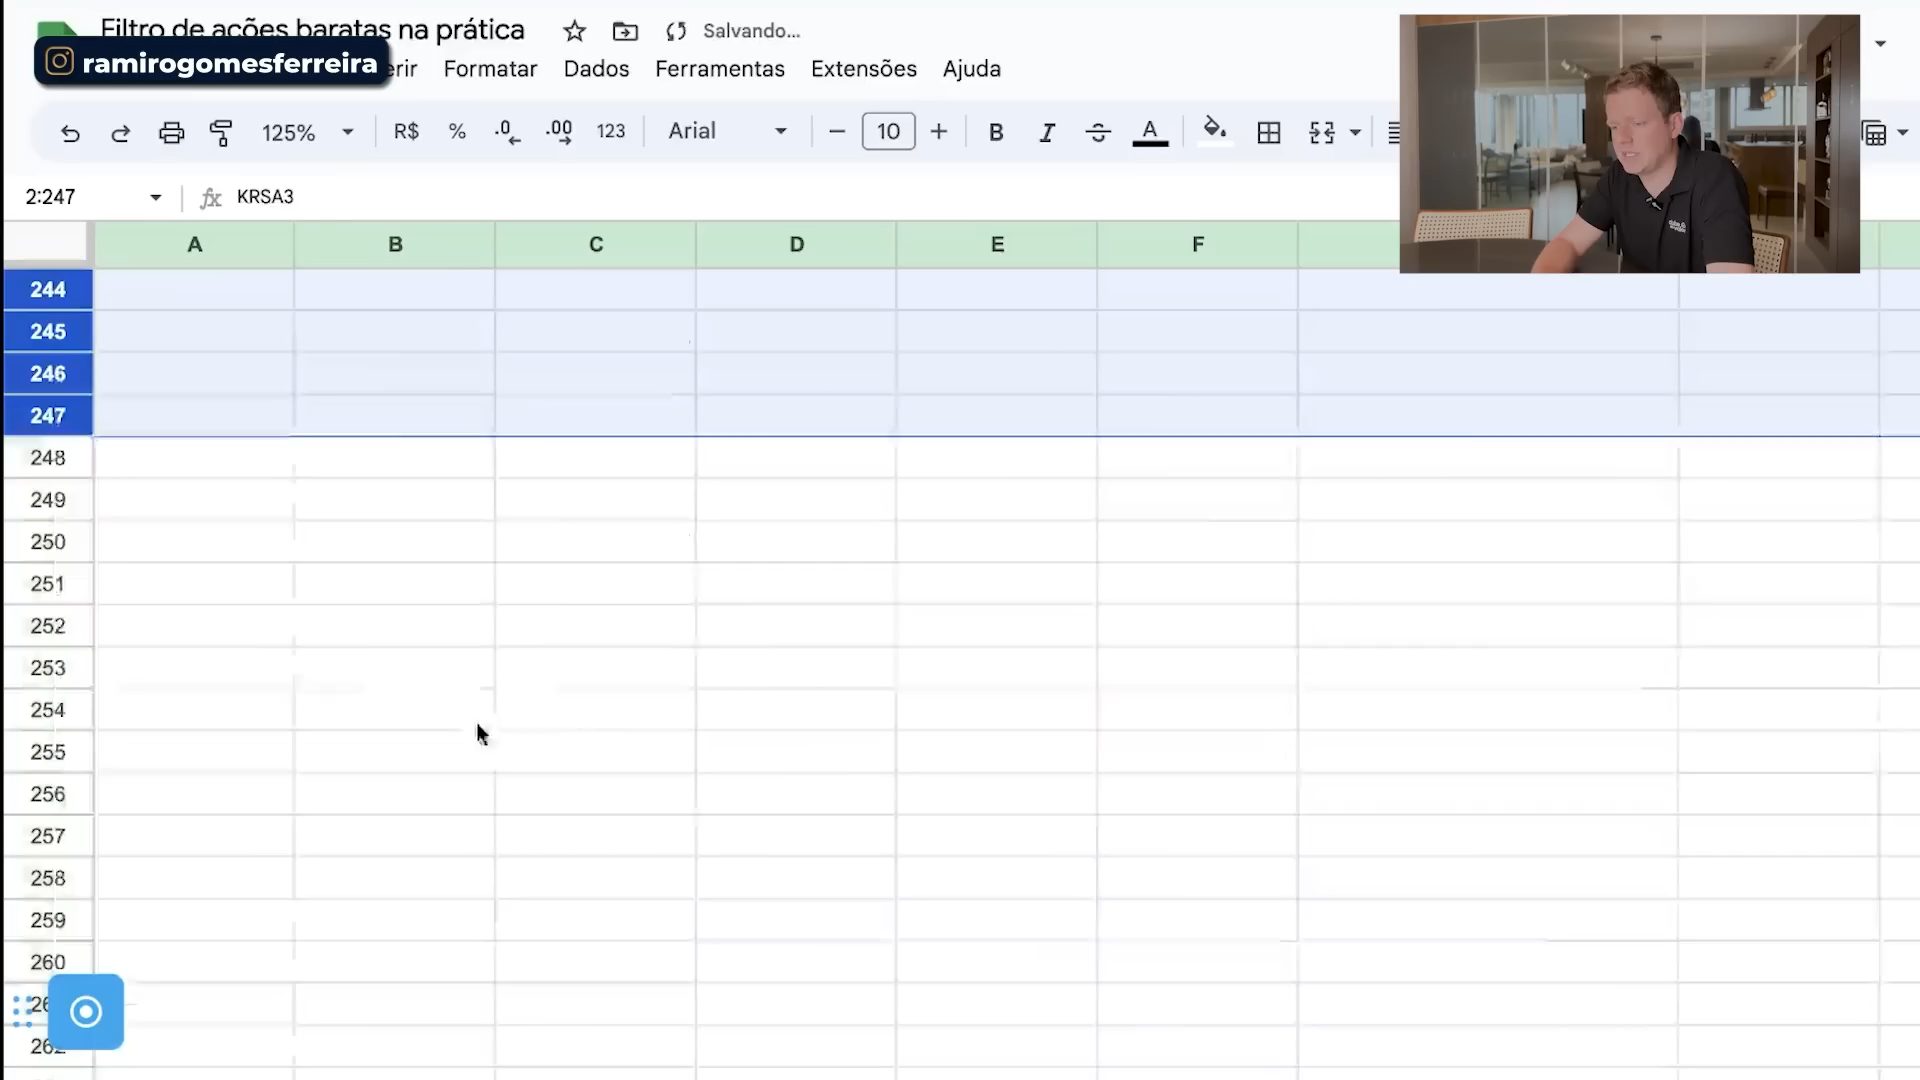 Filtro de ações baratas na prática
Salvando...
ramirogomesferreira
erir Formatar Dados Ferramentas Extensões Ajuda
125% R$ % .0 .00 123 Arial 10 B I A
2:247 fx KRSA3
A B C D E F
244
245
246
247
248
249
250
251
252
253
254
255
256
257
258
259
260